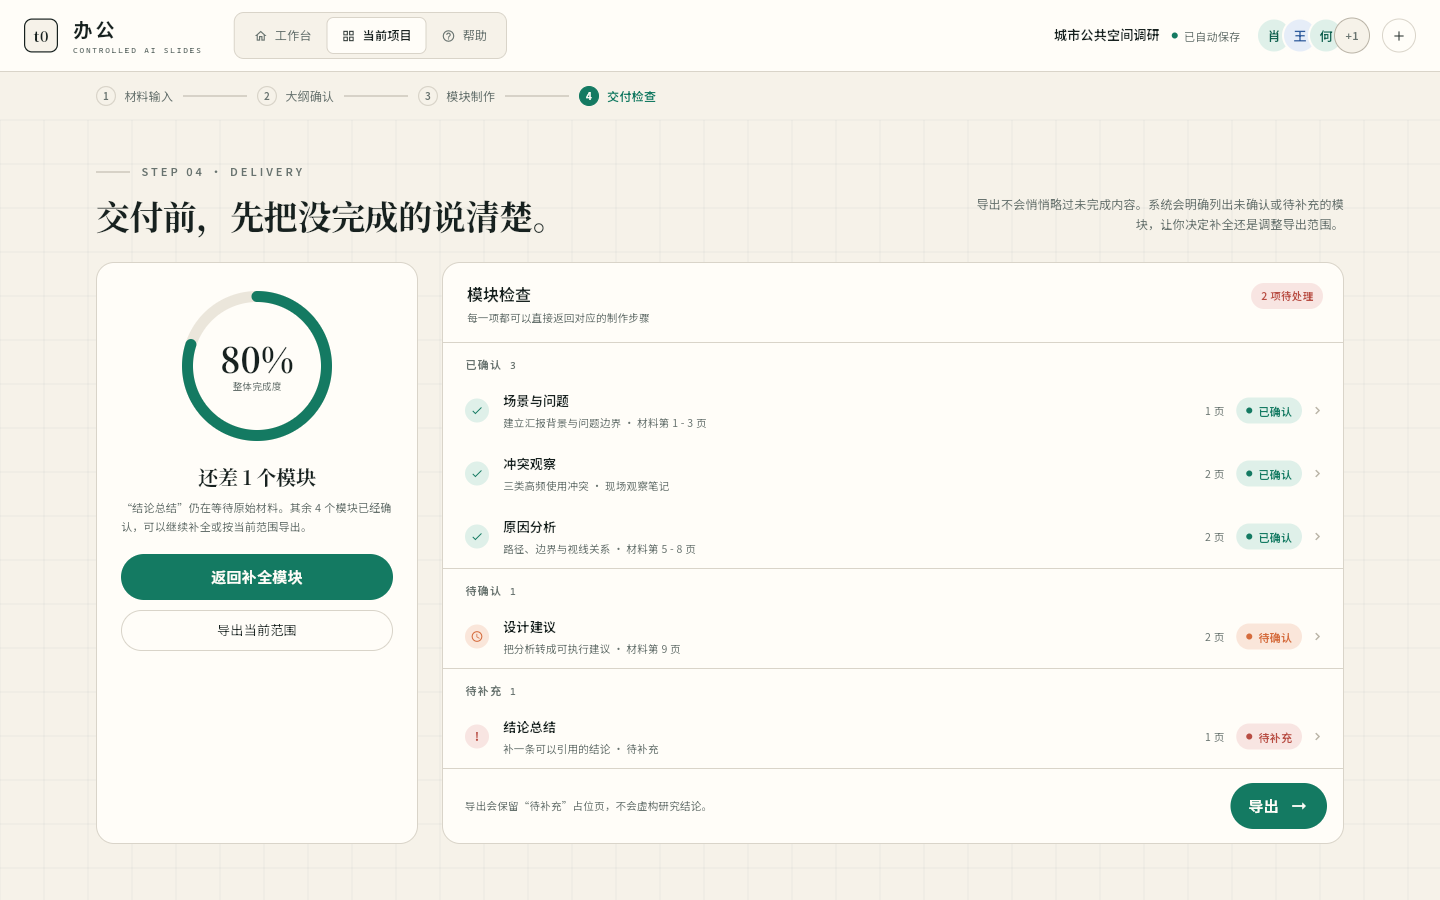 t0
办公
CONTROLLED AI SLIDES
工作台
当前项目
帮助
城市公共空间调研
已自动保存
肖
王
何
+1
1 材料输入
2 大纲确认
3 模块制作
4 交付检查
STEP 04 · DELIVERY
交付前，先把没完成的说清楚。
导出不会悄悄略过未完成内容。系统会明确列出未确认或待补充的模
块，让你决定补全还是调整导出范围。
80%
整体完成度
还差 1 个模块
“结论总结”仍在等待原始材料。其余 4 个模块已经确
认，可以继续补全或按当前范围导出。
返回补全模块
导出当前范围
模块检查
每一项都可以直接返回对应的制作步骤
2 项待处理
已确认 3
场景与问题
建立汇报背景与问题边界 · 材料第 1 - 3 页
1 页
已确认
冲突观察
三类高频使用冲突 · 现场观察笔记
2 页
已确认
原因分析
路径、边界与视线关系 · 材料第 5 - 8 页
2 页
已确认
待确认 1
设计建议
把分析转成可执行建议 · 材料第 9 页
2 页
待确认
待补充 1
!
结论总结
补一条可以引用的结论 · 待补充
1 页
待补充
导出会保留“待补充”占位页，不会虚构研究结论。
导出 →